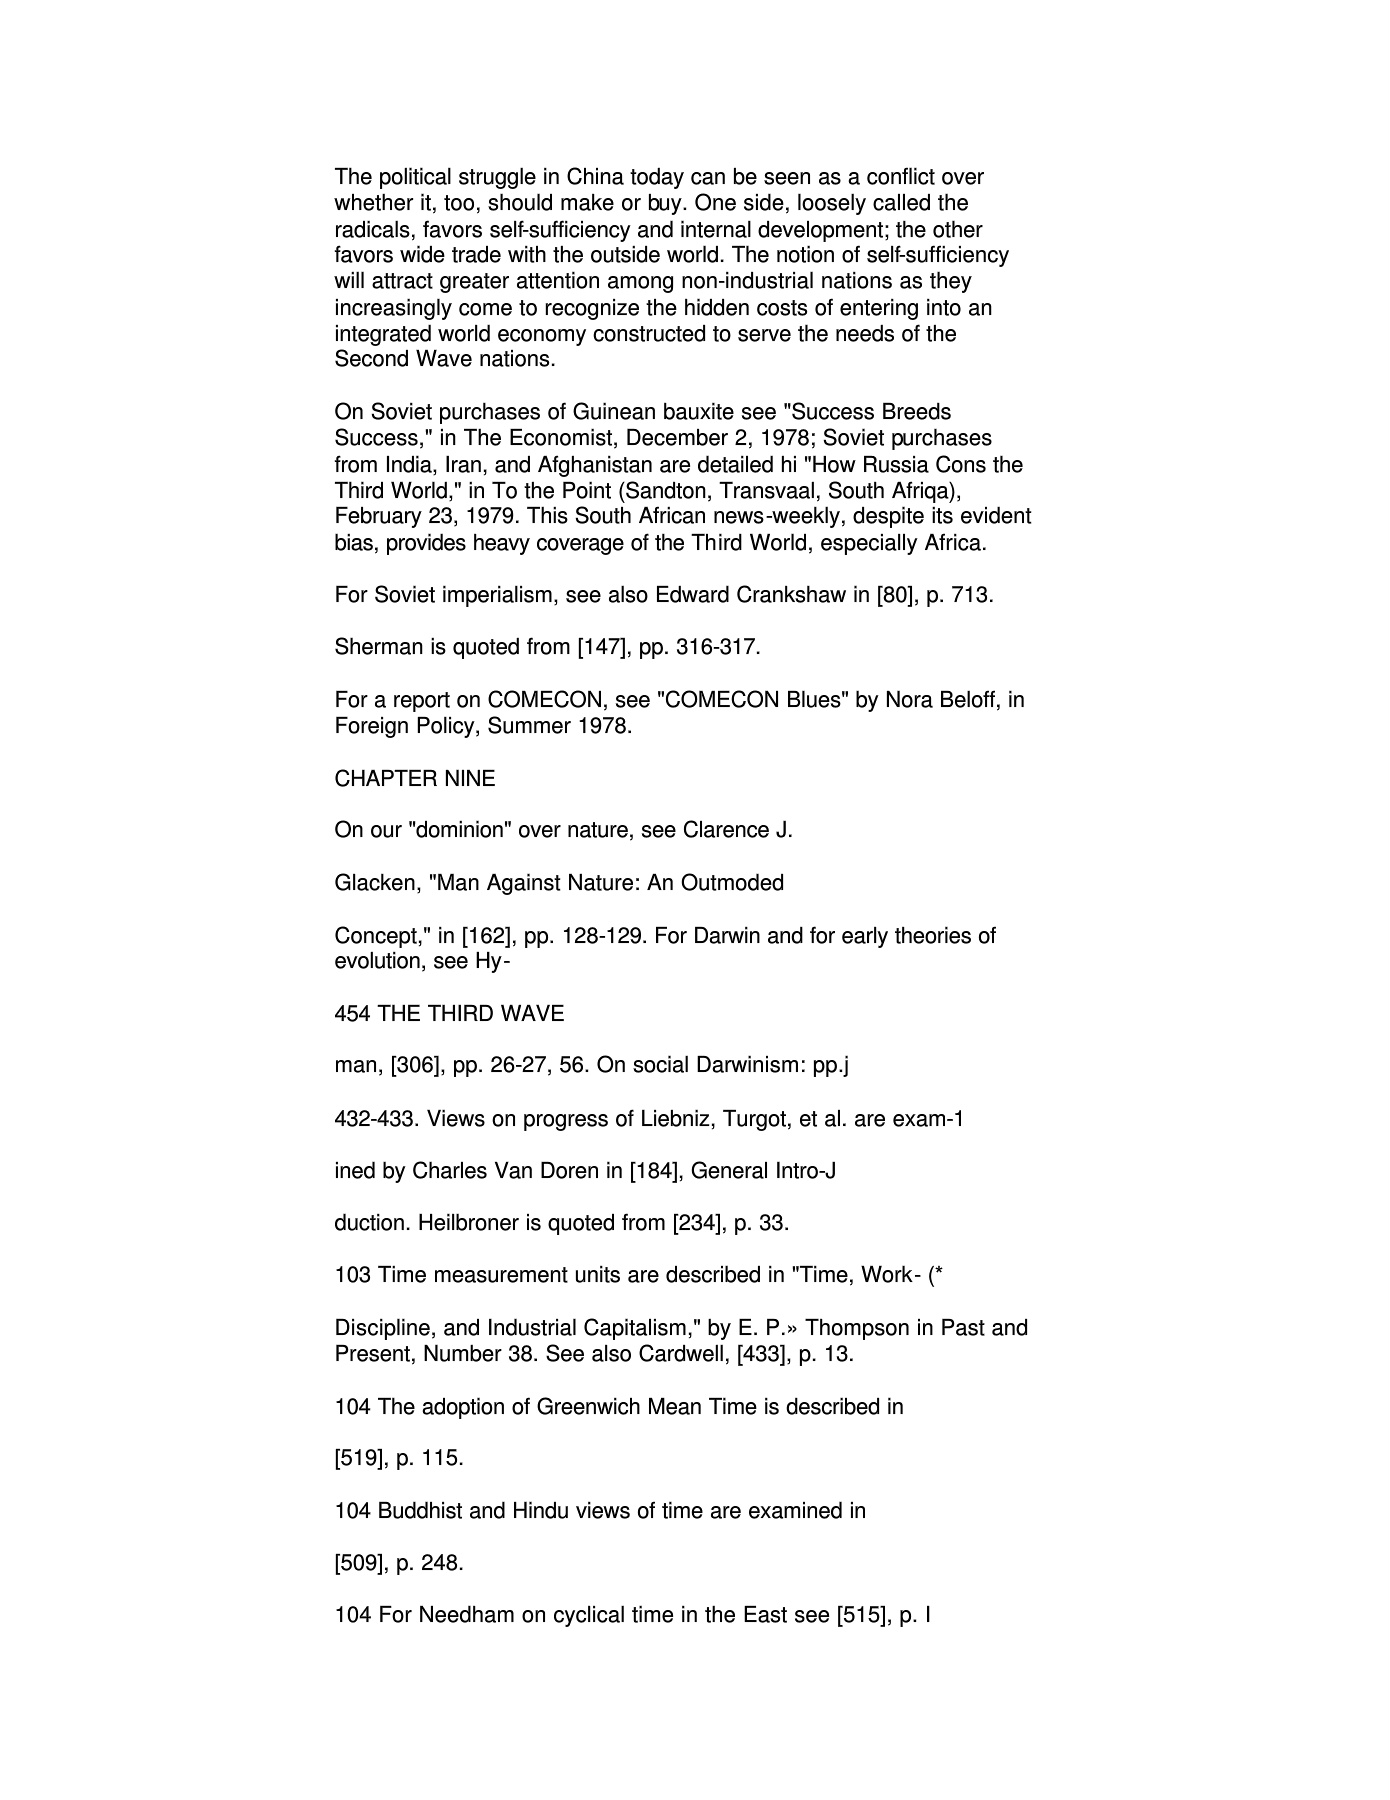 The political struggle in China today can be seen as a conflict over
whether it, too, should make or buy. One side, loosely called the
radicals, favors self-sufficiency and internal development; the other
favors wide trade with the outside world. The notion of self-sufficiency
will attract greater attention among non-industrial nations as they
increasingly come to recognize the hidden costs of entering into an
integrated world economy constructed to serve the needs of the
Second Wave nations.
On Soviet purchases of Guinean bauxite see "Success Breeds
Success," in The Economist, December 2, 1978; Soviet purchases
from India, Iran, and Afghanistan are detailed hi "How Russia Cons the
Third World," in To the Point (Sandton, Transvaal, South Afriqa),
February 23, 1979. This South African news-weekly, despite its evident
bias, provides heavy coverage of the Third World, especially Africa.
For Soviet imperialism, see also Edward Crankshaw in [80], p. 713.
Sherman is quoted from [147], pp. 316-317.
For a report on COMECON, see "COMECON Blues" by Nora Beloff, in
Foreign Policy, Summer 1978.
CHAPTER NINE
On our "dominion" over nature, see Clarence J.
Glacken, "Man Against Nature: An Outmoded
Concept," in [162], pp. 128-129. For Darwin and for early theories of
evolution, see Hy-
454 THE THIRD WAVE
man, [306], pp. 26-27, 56. On social Darwinism: pp.j
432-433. Views on progress of Liebniz, Turgot, et al. are exam-1
ined by Charles Van Doren in [184], General Intro-J
duction. Heilbroner is quoted from [234], p. 33.
103 Time measurement units are described in "Time, Work- (*
Discipline, and Industrial Capitalism," by E. P.» Thompson in Past and
Present, Number 38. See also Cardwell, [433], p. 13.
104 The adoption of Greenwich Mean Time is described in
[519], p. 115.
104 Buddhist and Hindu views of time are examined in
[509], p. 248.
104 For Needham on cyclical time in the East see [515], p. I